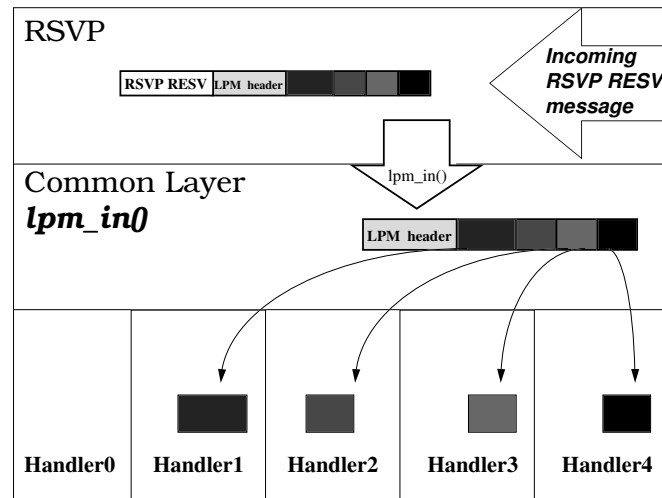 RSVP
Incoming
RSVP RESV
message
RSVP RESV LPM header
lpm_in()
Common Layer
lpm_in()
LPM header
Handler0 Handler1 Handler2 Handler3 Handler4